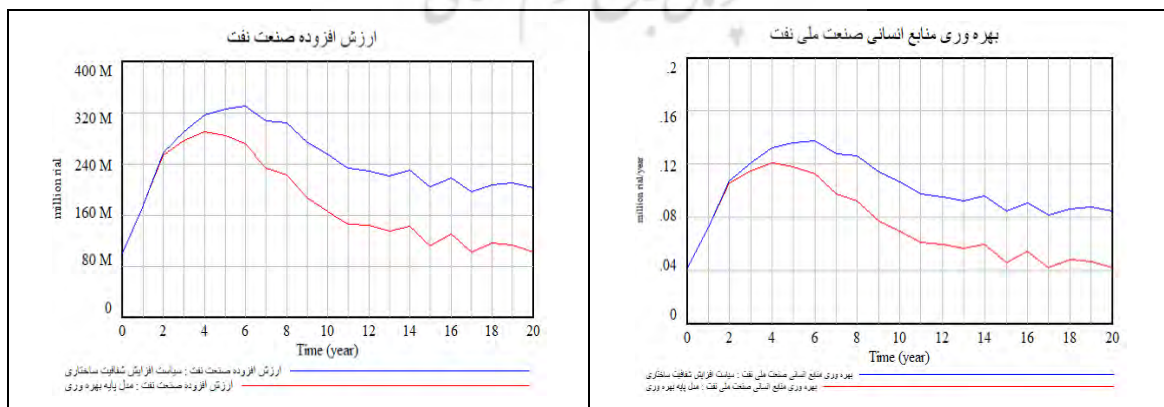 ارزش افزوده صنعت نفت
400 M
320 M
240 M
160 M
80 M
0
million rial
0 2 4 6 8 10 12 14 16 18 20
Time (year)
ارزش افزوده صنعت نفت : سیاست افزایش شفافیت ساختاری
ارزش افزوده صنعت نفت : مدل پایه بهره وری
بهره وری منابع انسانی صنعت ملی نفت
.2
.16
.12
.08
.04
0
million rial/year
0 2 4 6 8 10 12 14 16 18 20
Time (year)
بهره وری منابع انسانی صنعت ملی نفت : سیاست افزایش شفافیت ساختاری
بهره وری منابع انسانی صنعت ملی نفت : مدل پایه بهره وری